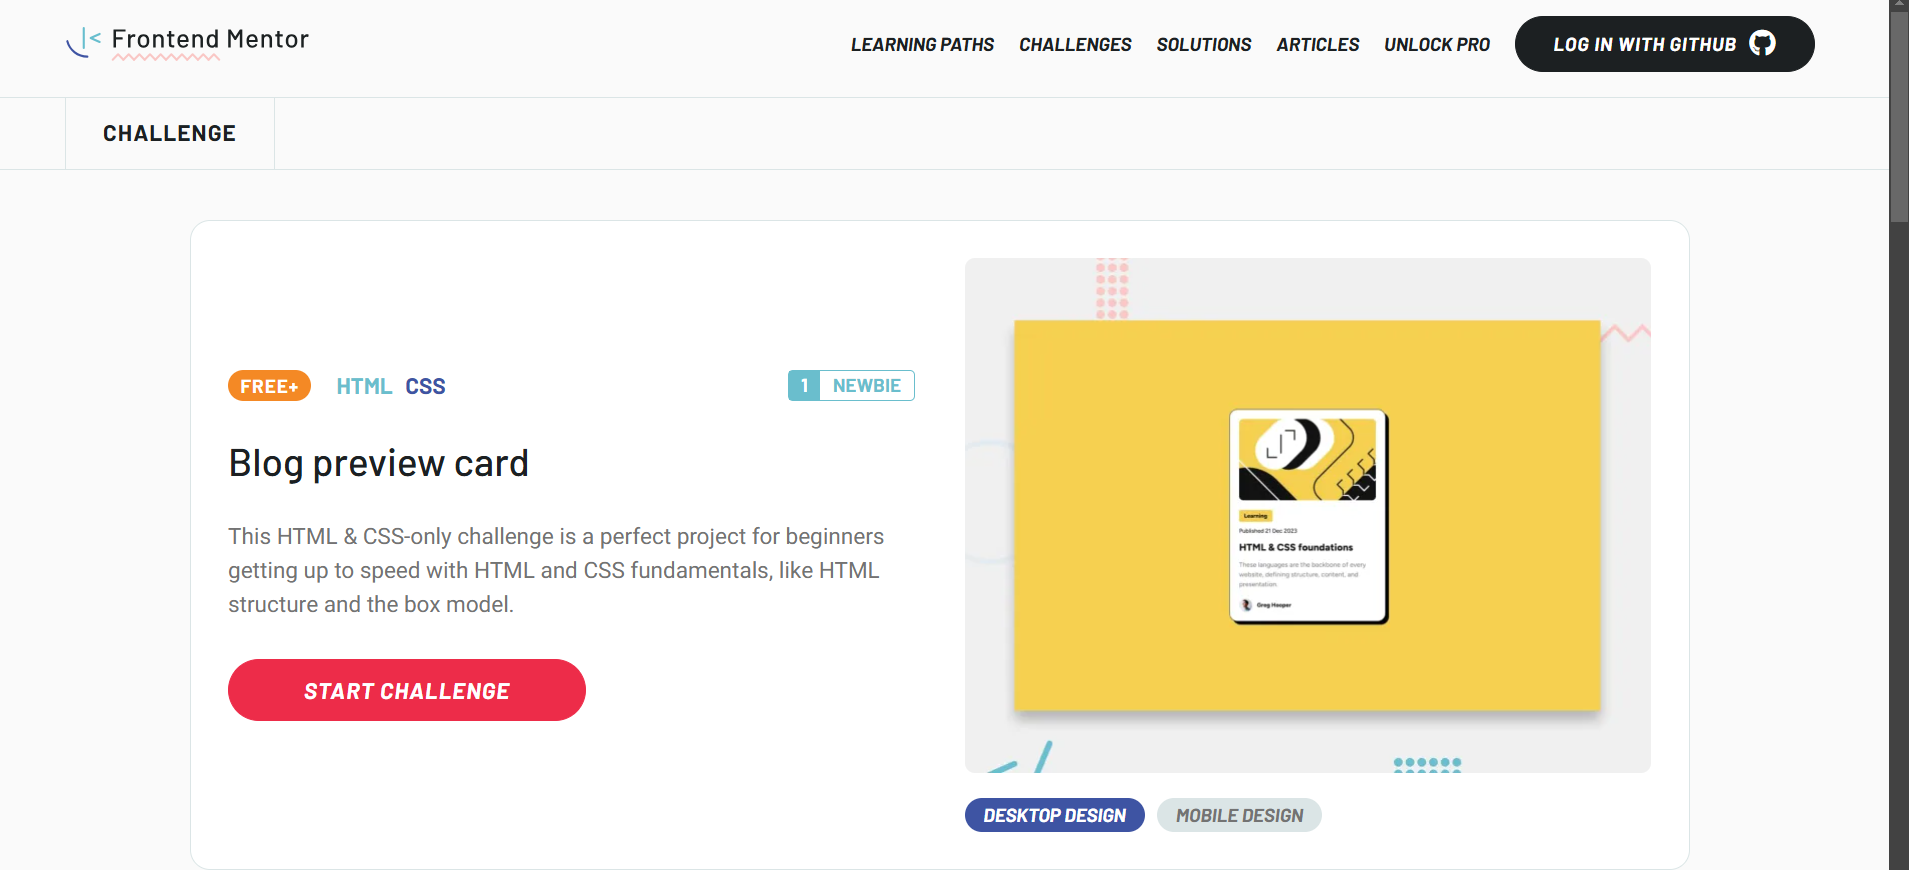 Frontend Mentor
LEARNING PATHS
CHALLENGES
SOLUTIONS
ARTICLES
UNLOCK PRO
LOG IN WITH GITHUB
CHALLENGE
FREE+
HTML CSS
1 NEWBIE
Blog preview card
This HTML & CSS-only challenge is a perfect project for beginners
getting up to speed with HTML and CSS fundamentals, like HTML
structure and the box model.
START CHALLENGE
Learning
Published 21 Dec 2023
HTML & CSS foundations
These languages are the backbone of every
website, defining structure, content, and
presentation.
Greg Hooper
DESKTOP DESIGN
MOBILE DESIGN